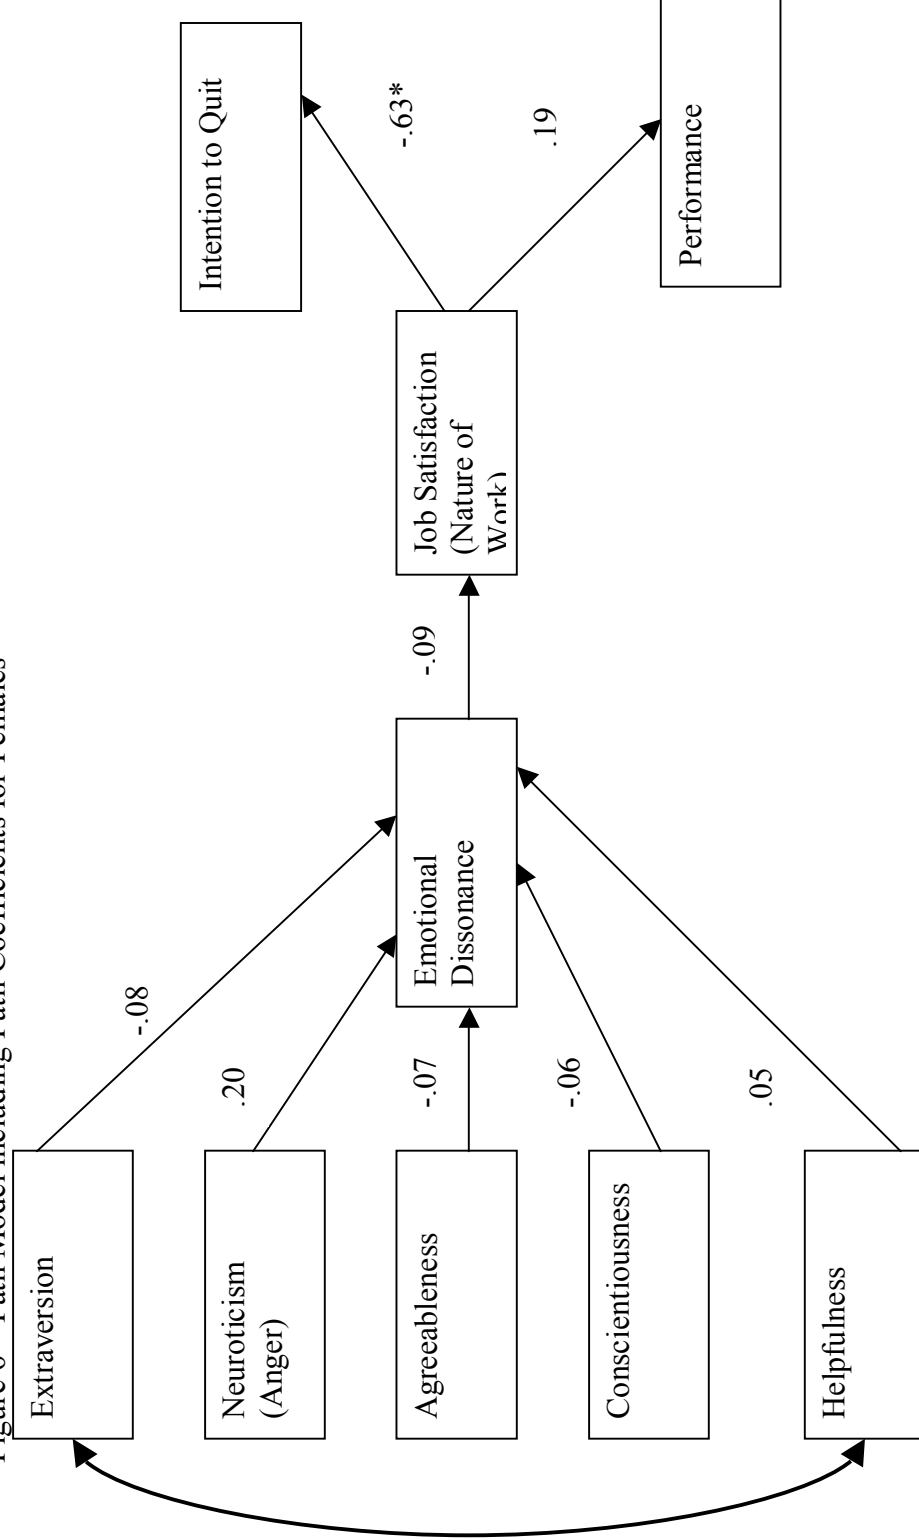 Figure Path Model including Path Coefficients for Females
Extraversion
-.08
Intention to Quit
Neuroticism
(Anger)
.20
-.63*
Agreeableness
-.07
Emotional
Dissonance
-.09
Job Satisfaction
(Nature of
Work)
.19
Conscientiousness
-.06
Performance
Helpfulness
.05